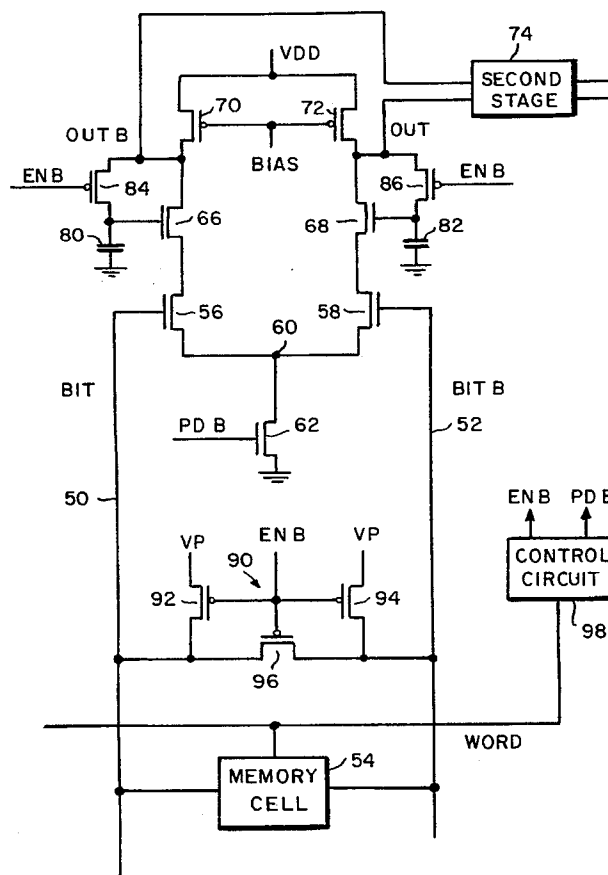 74
VDD
SECOND
STAGE
70
72
OUT B
OUT
BIAS
EN B
84
86
EN B
66
68
80
82
56
58
60
BIT
BIT B
PD B
62
52
50
EN B
PD B
VP
EN B
VP
90
CONTROL
CIRCUIT
92
94
98
96
WORD
54
MEMORY
CELL